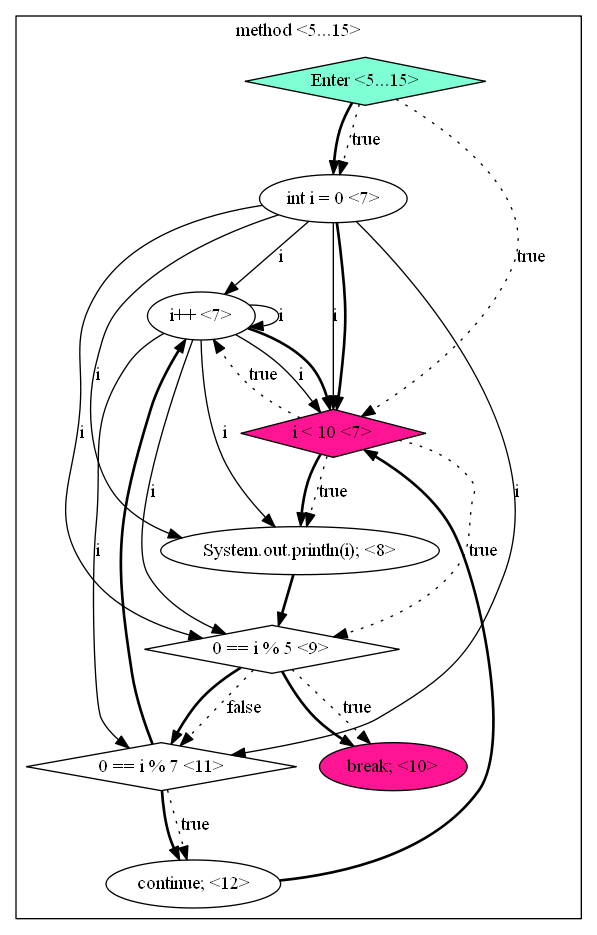 method <5...15>
Enter <5...15>
true
int i = 0 <7>
i
true
i++ <7>
i
i
true
i
i
i < 10 <7>
i
i
i
i
true
System.out.println(i); <8>
i
true
0 == i % 5 <9>
false
true
0 == i % 7 <11>
break; <10>
true
continue; <12>